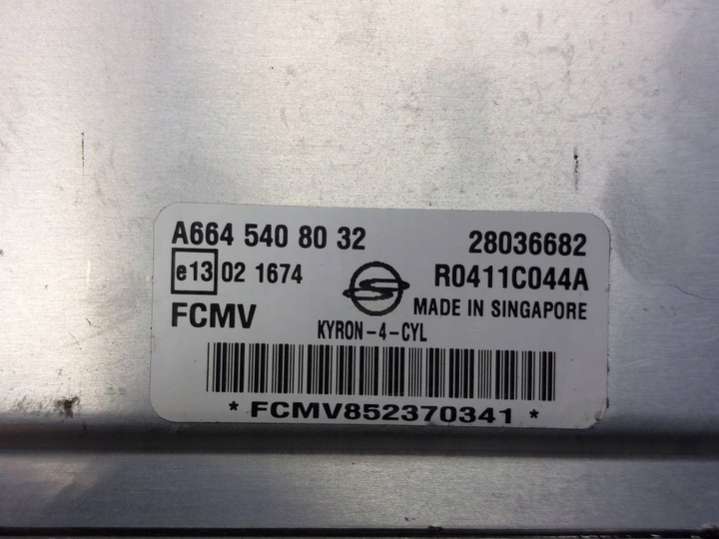 A664 540 80 32 28036682
e13 02 1674 R0411C044A
FCMV MADE IN SINGAPORE
KYRON-4-CYL
* FCMV852370341 *